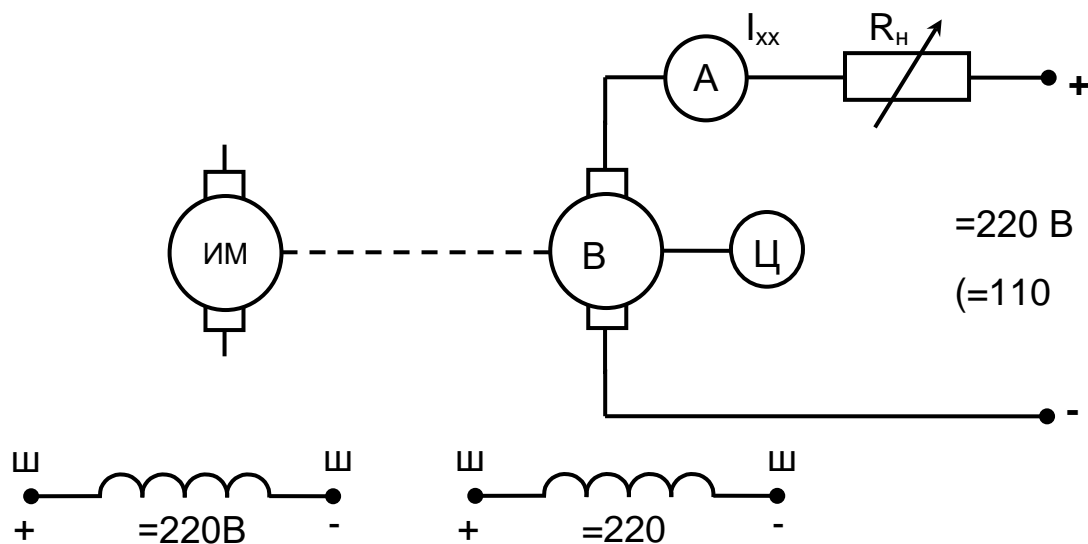 Iхх Rн
А +
ИМ В Ц
=220 В
(=110
-
Ш Ш Ш Ш
+ =220В - + =220 -